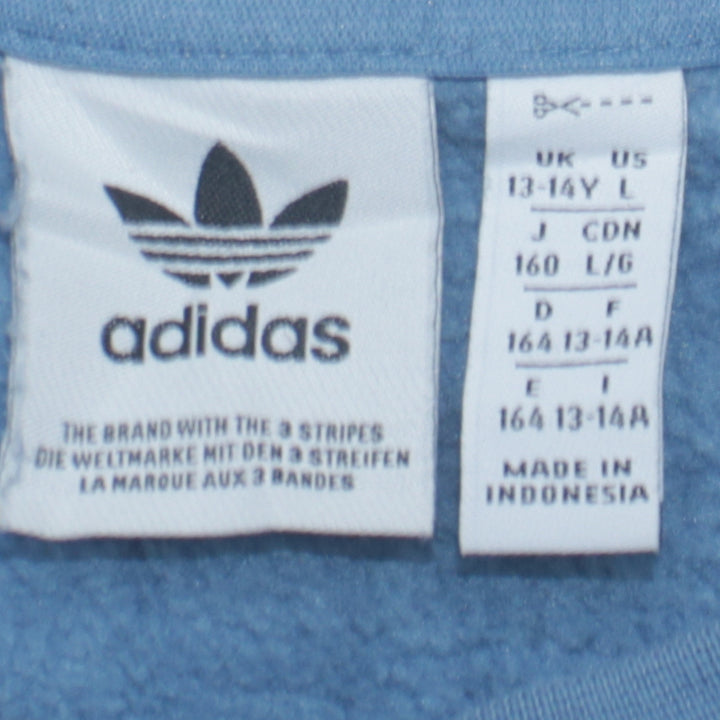 adidas
THE BRAND WITH THE 3 STRIPES
DIE WELTMARKE MIT DEN 3 STREIFEN
LA MARQUE AUX 3 BANDES
UK US
13-14Y L
J CDN
160 L/G
D F
164 13-14A
E I
164 13-14A
MADE IN
INDONESIA